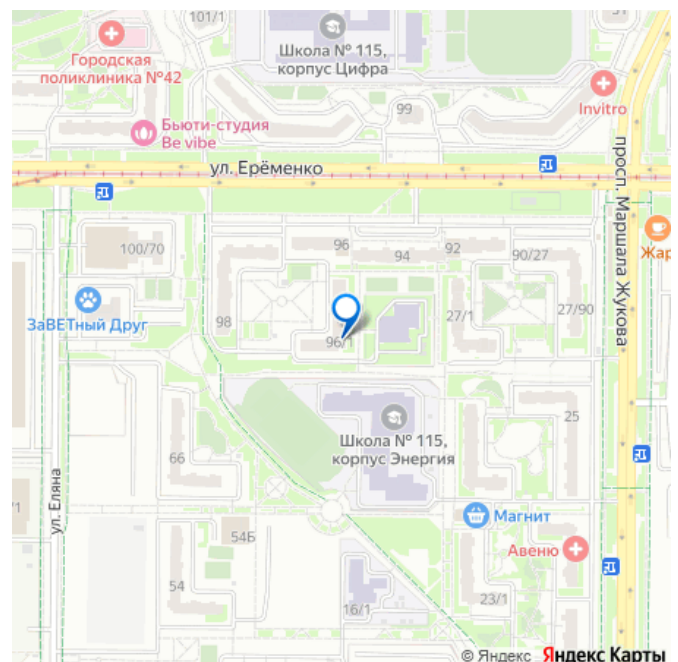 101/1
Городская
поликлиника №42
Школа № 115,
корпус Цифра
Invitro
99
Бьюти-студия
Be vibe
ул. Ерёменко
просп. Маршала Жукова
100/70
96
94
92
90/27
Жар
ЗаВЕТный Друг
98
96/1
27/1
27/90
Школа № 115,
корпус Энергия
25
66
ул. Еляна
Магнит
54Б
Авеню
54
16/1
23/1
© Яндекс Яндекс Карты